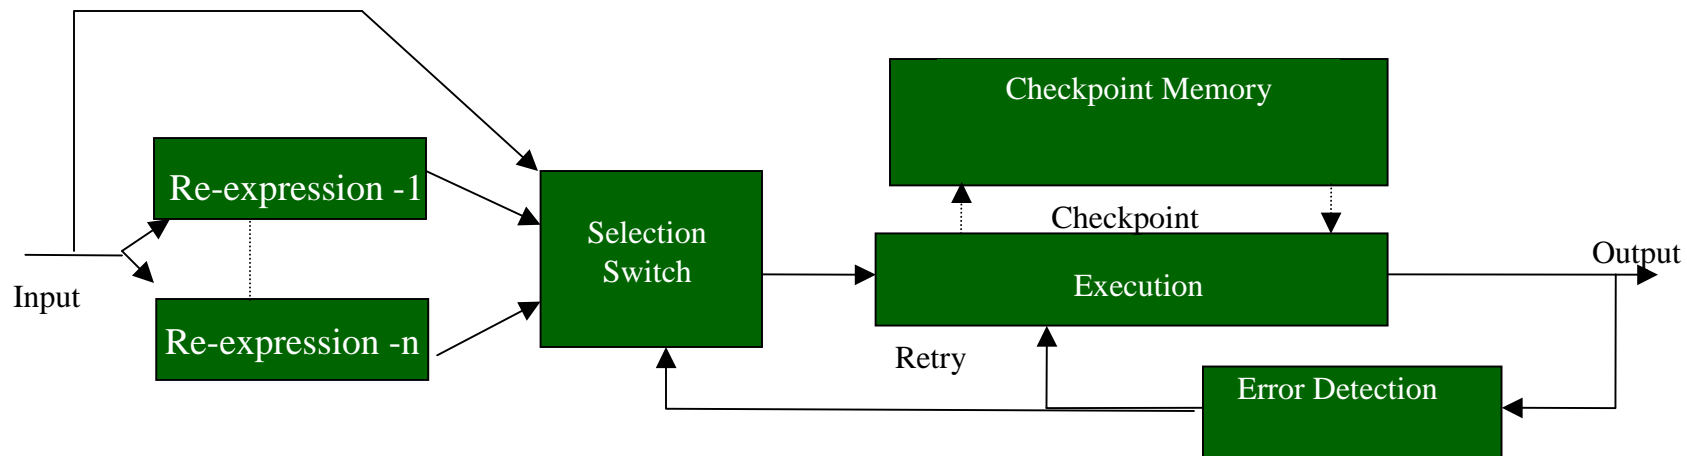 Checkpoint Memory
Re-expression -1
Checkpoint
Selection
Switch
Output
Input
Execution
Re-expression -n
Retry
Error Detection